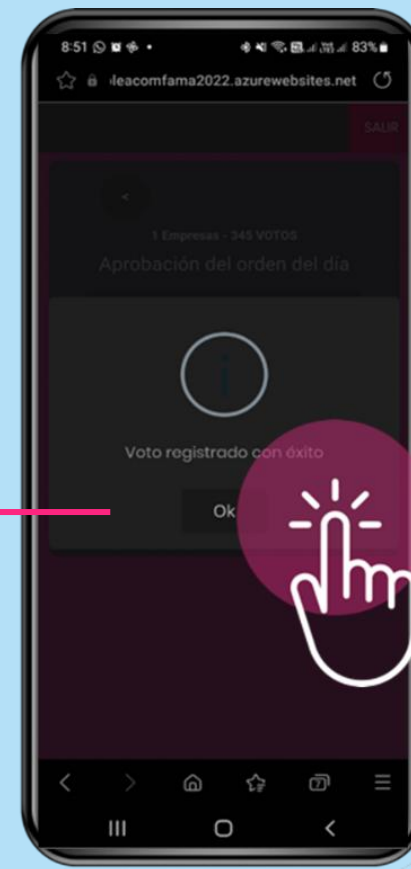 8:51
83%
leacomfama2022.azurewebsites.net
SALIR
<
1 Empresas - 345 VOTOS
Aprobación del orden del día
i
Voto registrado con éxito
Ok
7